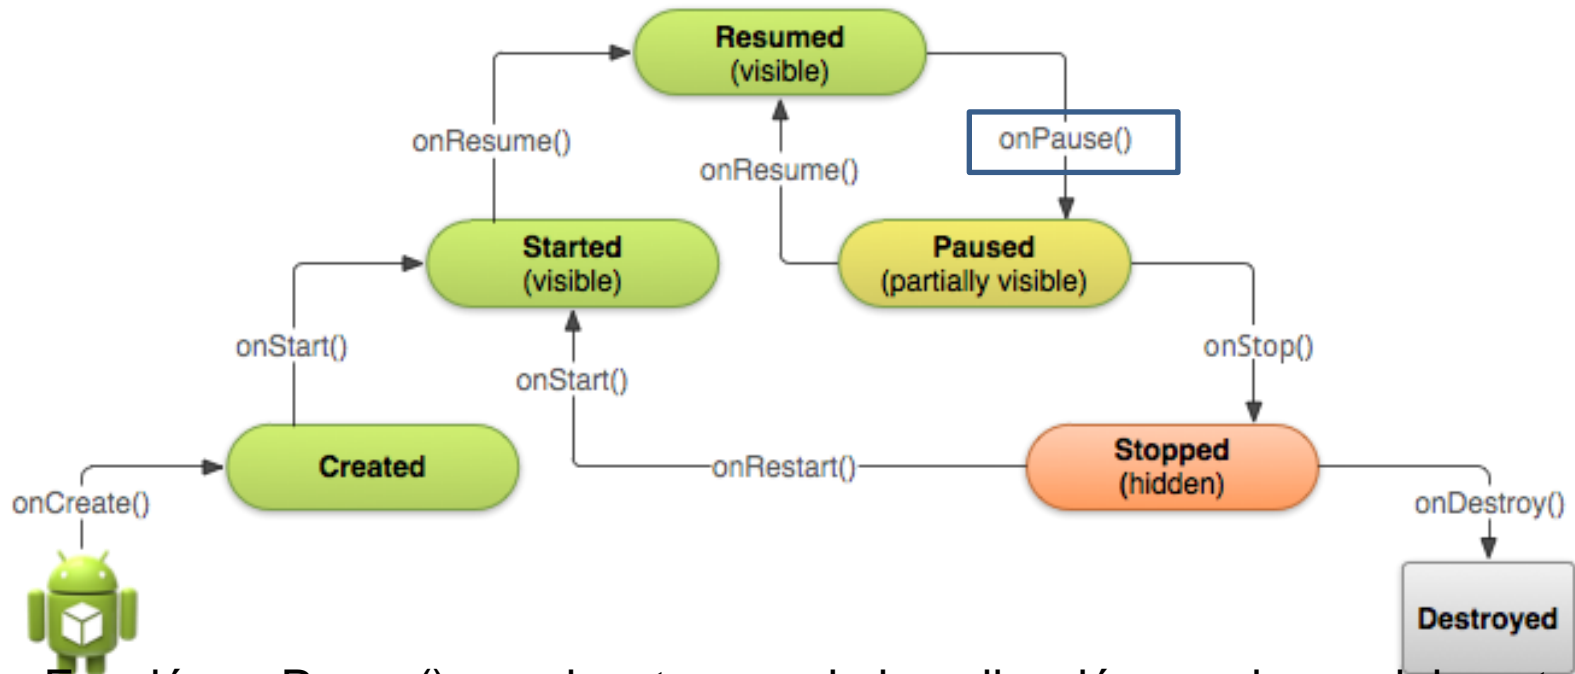 Resumed
(visible)
onResume()
onPause()
onResume()
Started
(visible)
Paused
(partially visible)
onStart()
onStart()
onStop()
Created
onRestart()
Stopped
(hidden)
onCreate()
onDestroy()
Destroyed